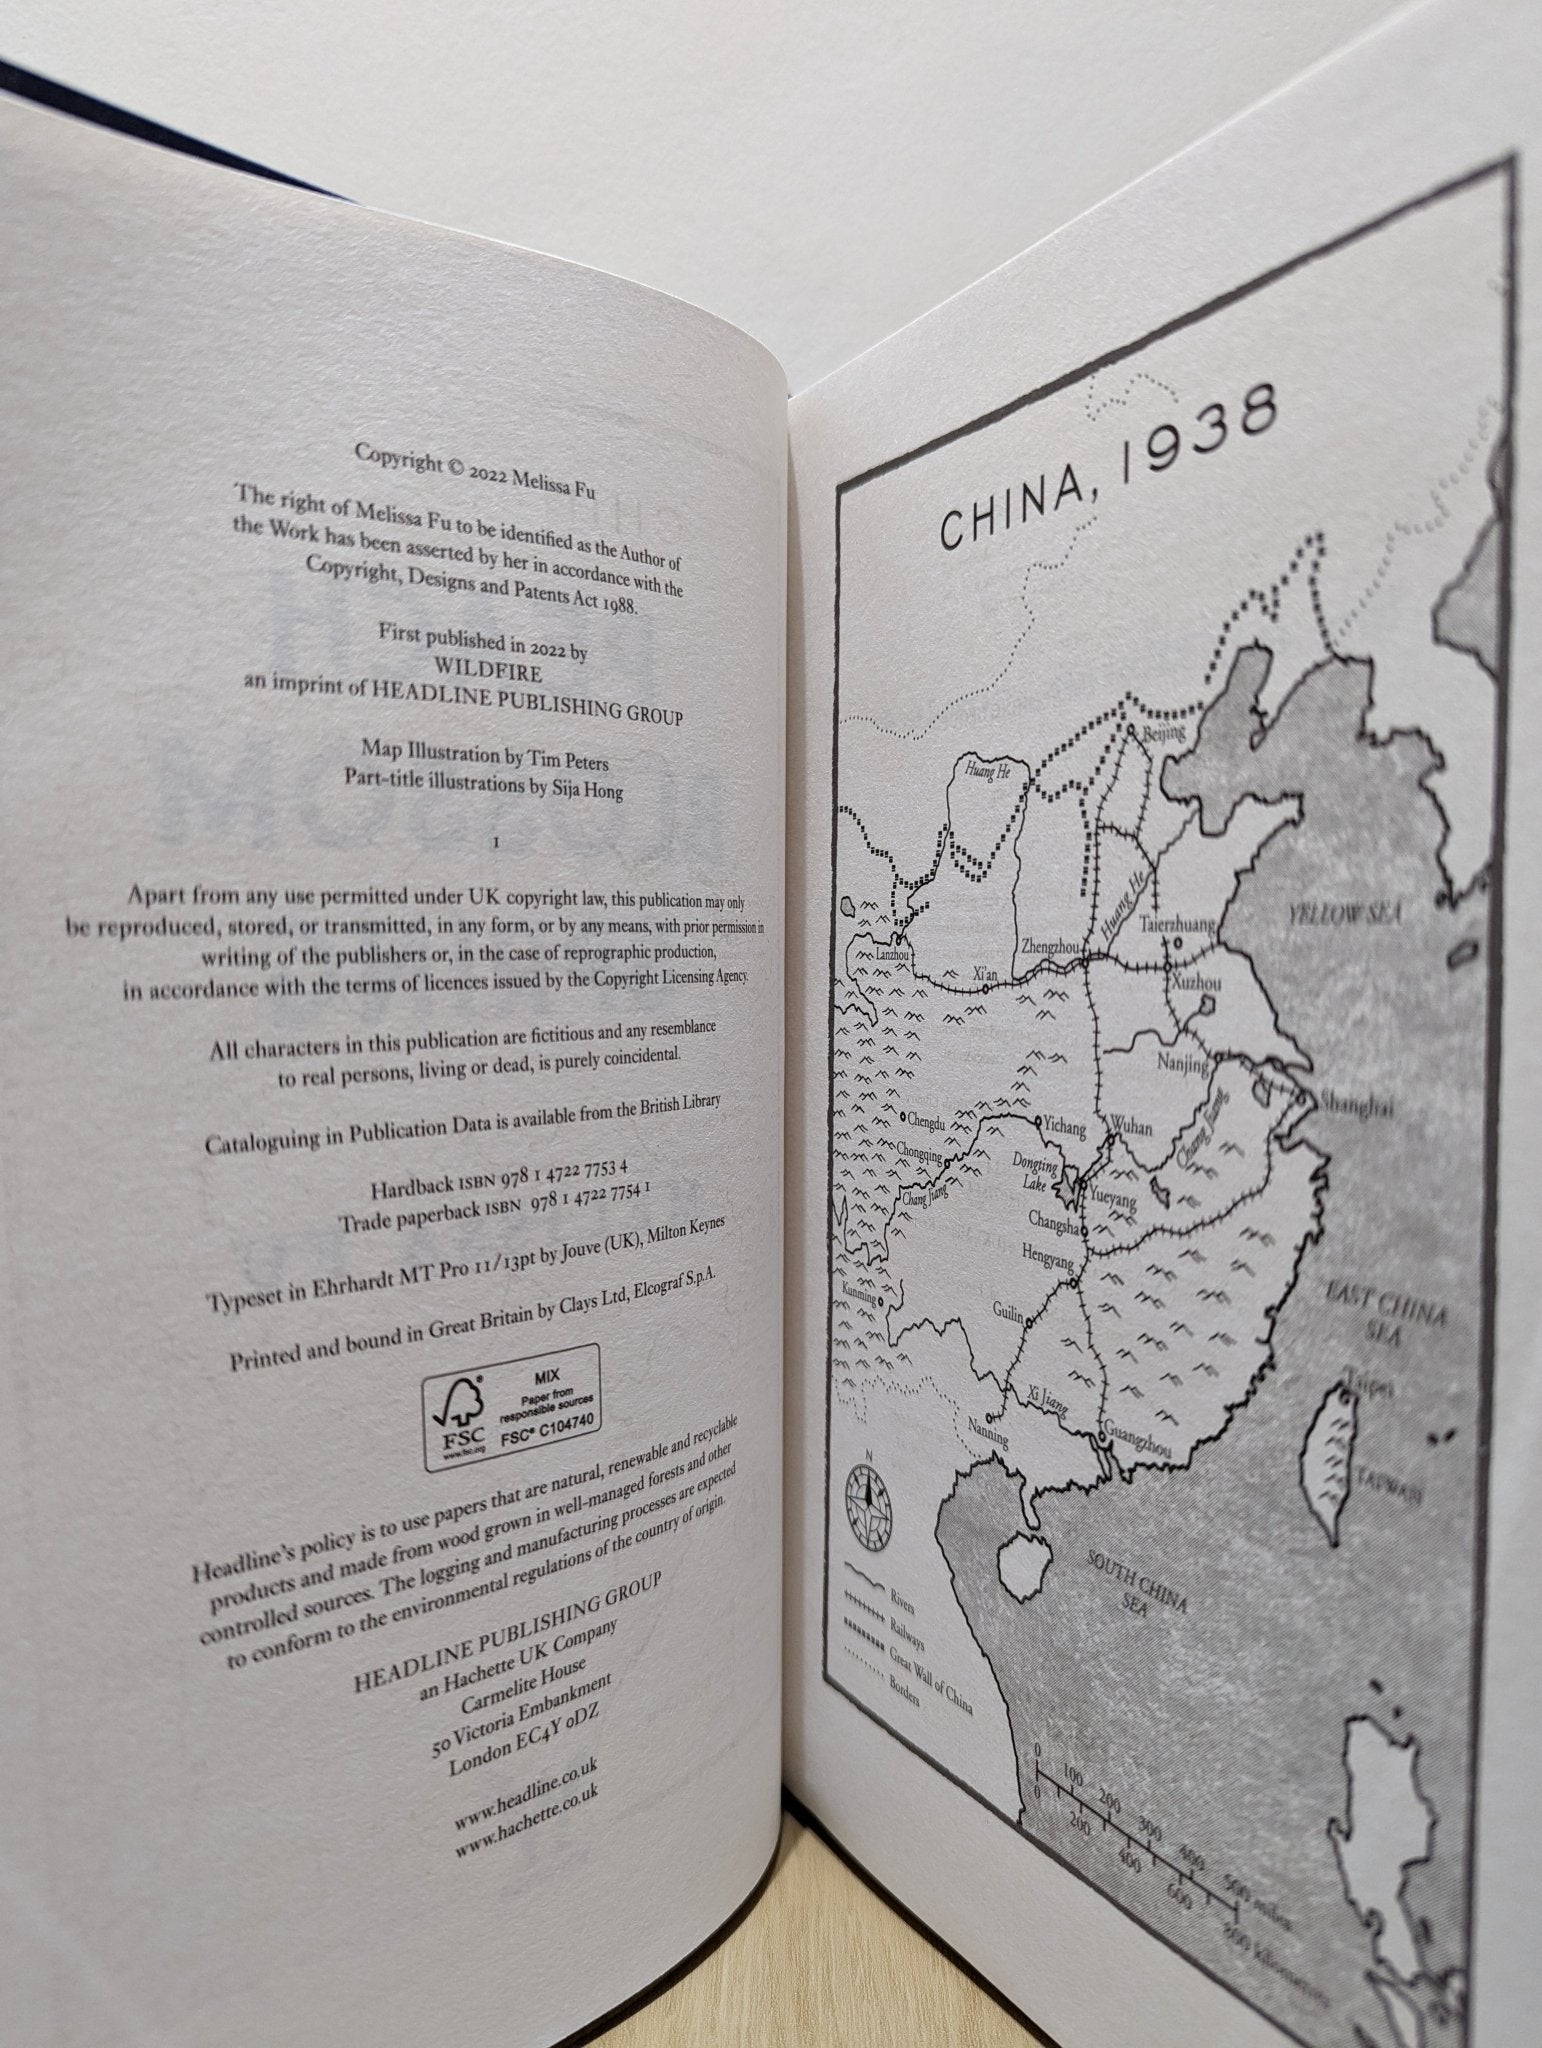 Copyright © 2022 Melissa Fu
The right of Melissa Fu to be identified as the Author of
the Work has been asserted by her in accordance with the
Copyright, Designs and Patents Act 1988.
First published in 2022 by
WILDFIRE
an imprint of HEADLINE PUBLISHING GROUP
Map Illustration by Tim Peters
Part-title illustrations by Sija Hong
1
Apart from any use permitted under UK copyright law, this publication may only
be reproduced, stored, or transmitted, in any form, or by any means, with prior permission in
writing of the publishers or, in the case of reprographic production,
in accordance with the terms of licences issued by the Copyright Licensing Agency.
All characters in this publication are fictitious and any resemblance
to real persons, living or dead, is purely coincidental.
Cataloguing in Publication Data is available from the British Library
Hardback ISBN 978 1 4722 7753 4
Trade paperback ISBN 978 1 4722 7754 1
Typeset in Ehrhardt MT Pro 11/13pt by Jouve (UK), Milton Keynes
Printed and bound in Great Britain by Clays Ltd, Elcograf S.p.A.
MIX
Paper from
responsible sources
FSC® C104740
FSC
www.fsc.org
Headline's policy is to use papers that are natural, renewable and recyclable
products and made from wood grown in well-managed forests and other
controlled sources. The logging and manufacturing processes are expected
to conform to the environmental regulations of the country of origin.
HEADLINE PUBLISHING GROUP
an Hachette UK Company
Carmelite House
50 Victoria Embankment
London EC4Y 0DZ
www.headline.co.uk
www.hachette.co.uk
CHINA, 1938
Beijing
Huang He
Huang He
YELLOW SEA
Taierzhuang
Zhengzhou
Lanzhou
Xi'an
Xuzhou
Nanjing
Shanghai
Chengdu
Yichang
Wuhan
Chang Jiang
Chongqing
Dongting
Lake
Chang Jiang
Yueyang
Changsha
Hengyang
EAST CHINA
SEA
Kunming
Guilin
Taipei
Xi Jiang
Nanning
Guangzhou
TAIWAN
N
SOUTH CHINA
SEA
Rivers
Railways
Great Wall of China
Borders
0 100 200 300 400 500 miles
0 200 400 600 800 kilometres